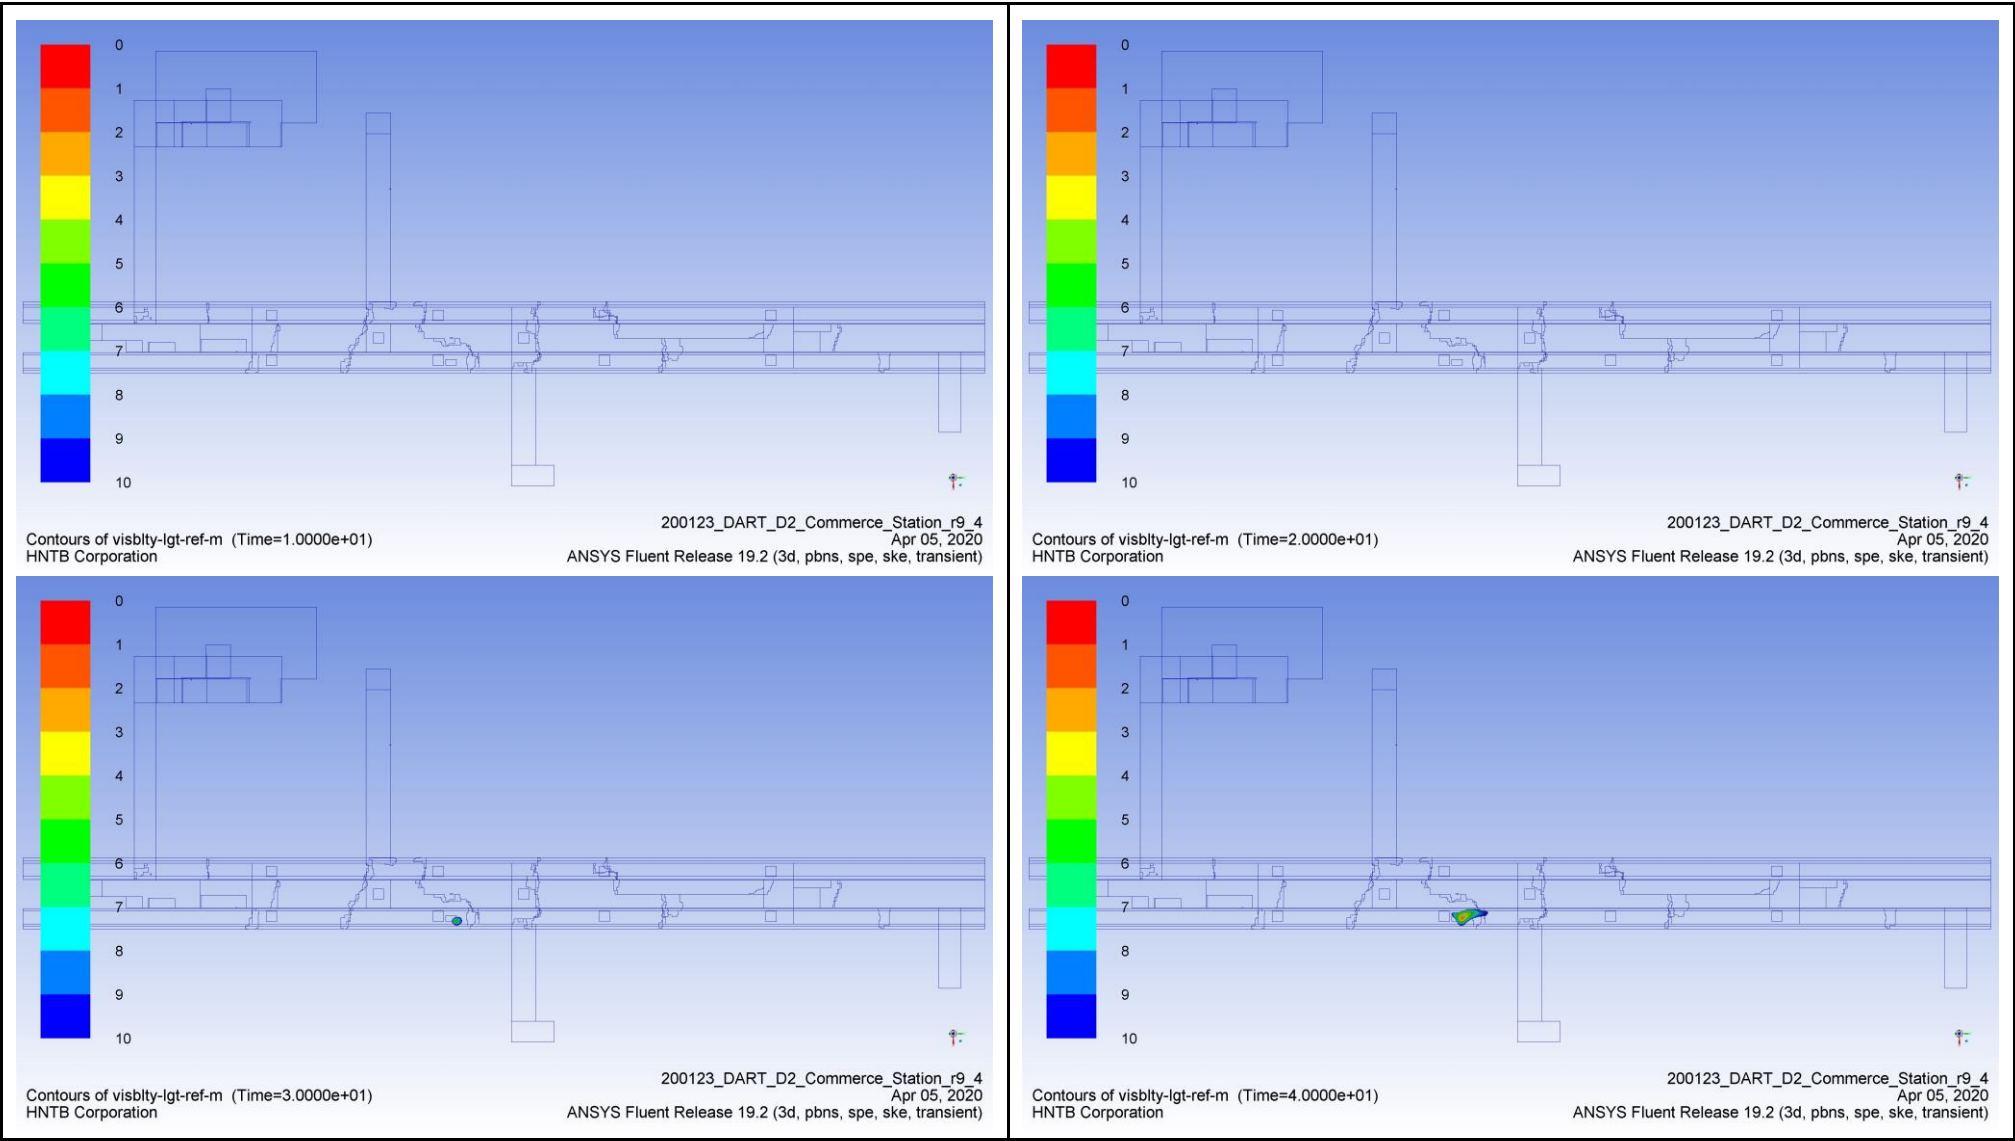 0
1
2
3
4
5
6
7
8
9
10
200123_DART_D2_Commerce_Station_r9_4
Contours of visblty-lgt-ref-m (Time=1.0000e+01)
Apr 05, 2020
HNTB Corporation
ANSYS Fluent Release 19.2 (3d, pbns, spe, ske, transient)
0
1
2
3
4
5
6
7
8
9
10
200123_DART_D2_Commerce_Station_r9_4
Contours of visblty-lgt-ref-m (Time=2.0000e+01)
Apr 05, 2020
HNTB Corporation
ANSYS Fluent Release 19.2 (3d, pbns, spe, ske, transient)
0
1
2
3
4
5
6
7
8
9
10
200123_DART_D2_Commerce_Station_r9_4
Contours of visblty-lgt-ref-m (Time=3.0000e+01)
Apr 05, 2020
HNTB Corporation
ANSYS Fluent Release 19.2 (3d, pbns, spe, ske, transient)
0
1
2
3
4
5
6
7
8
9
10
200123_DART_D2_Commerce_Station_r9_4
Contours of visblty-lgt-ref-m (Time=4.0000e+01)
Apr 05, 2020
HNTB Corporation
ANSYS Fluent Release 19.2 (3d, pbns, spe, ske, transient)